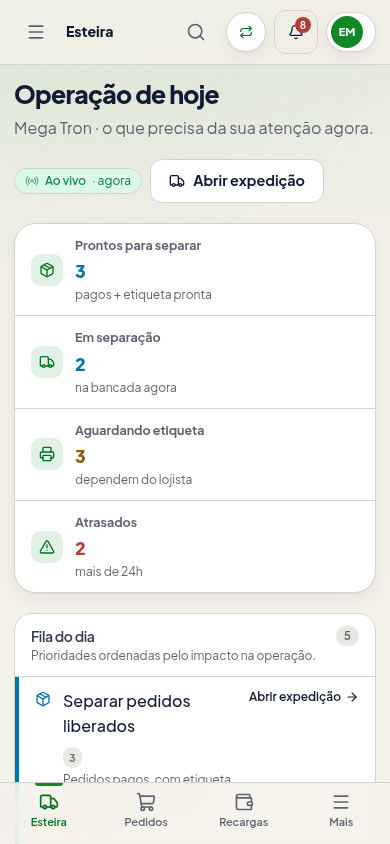 Esteira
8
EM
Operação de hoje
Mega Tron · o que precisa da sua atenção agora.
Ao vivo · agora
Abrir expedição
Prontos para separar
3
pagos + etiqueta pronta
Em separação
2
na bancada agora
Aguardando etiqueta
3
dependem do lojista
Atrasados
2
mais de 24h
Fila do dia
5
Prioridades ordenadas pelo impacto na operação.
Separar pedidos
liberados
Abrir expedição
3
Pedidos pagos, com etiqueta
Esteira
Pedidos
Recargas
Mais